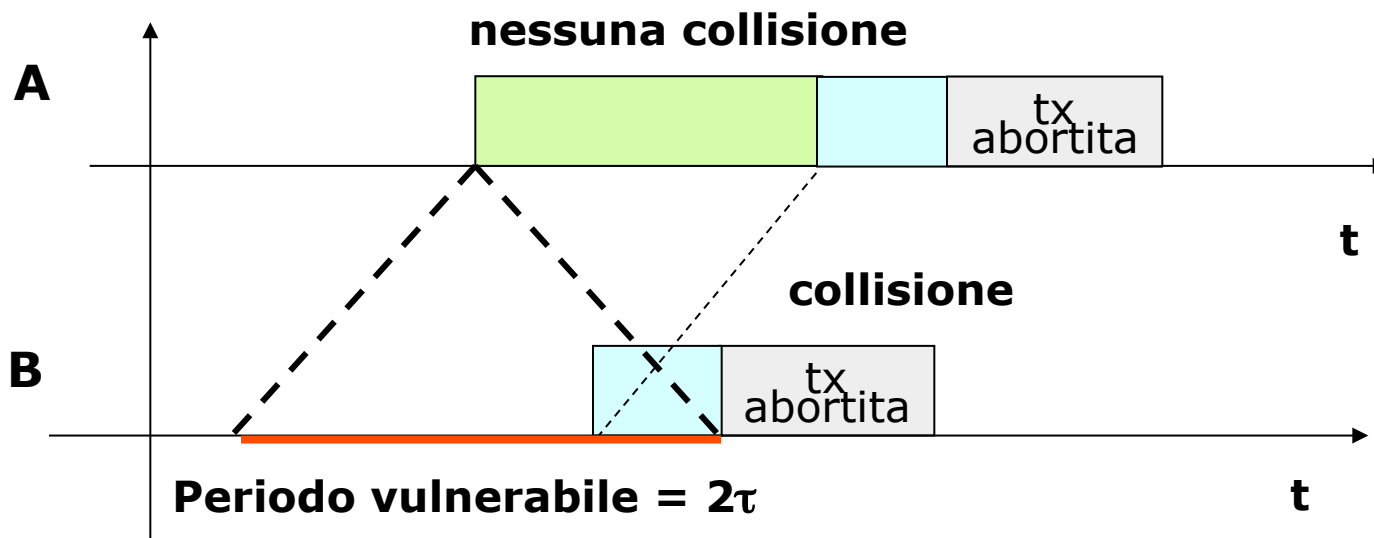 nessuna collisione
A
tx
abortita
t
collisione
B
tx
abortita
Periodo vulnerabile = 2τ
t